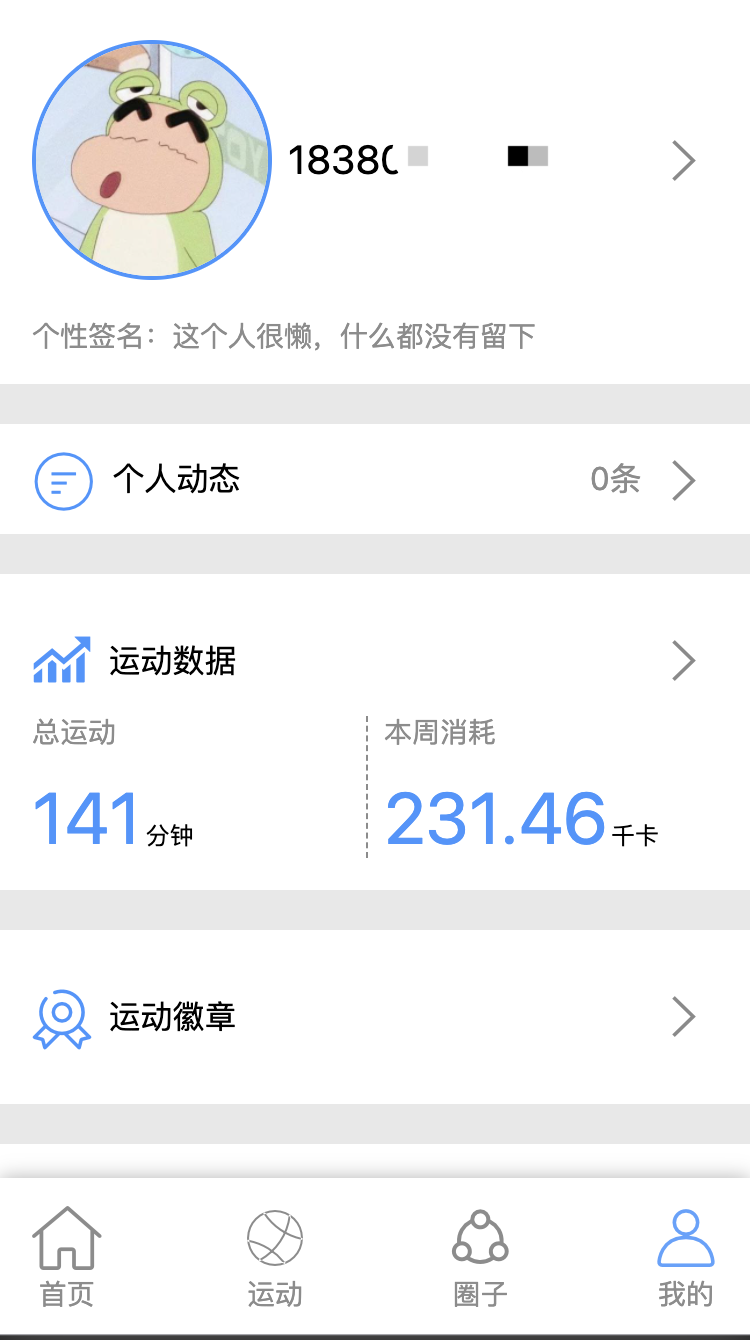 18380
个性签名：这个人很懒，什么都没有留下
个人动态 0条
运动数据
总运动 本周消耗
141分钟 231.46千卡
运动徽章
首页 运动 圈子 我的